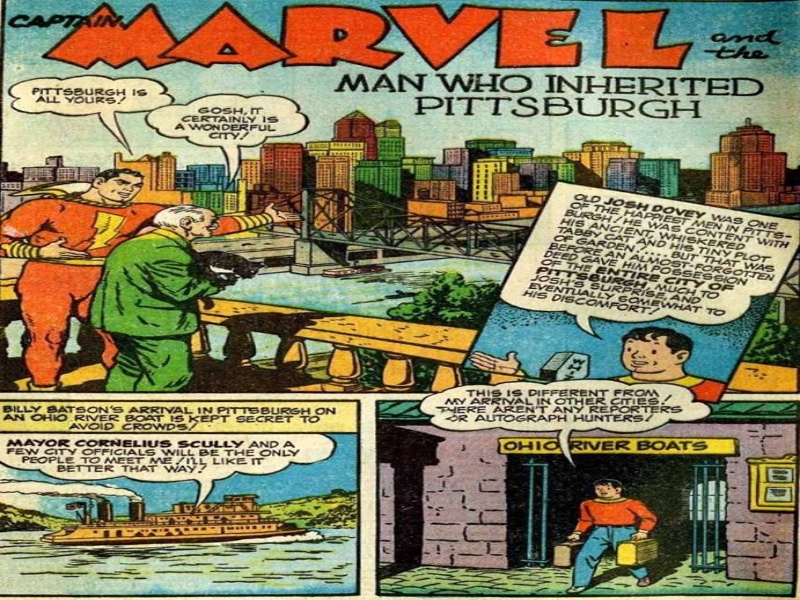 CAPTAIN
MARVEL
and
the
MAN WHO INHERITED
PITTSBURGH
PITTSBURGH IS
ALL YOURS!
GOSH, IT
CERTAINLY IS
A WONDERFUL
CITY!
OLD JOSH DOVEY WAS ONE
OF THE HAPPIEST MEN IN PITTS-
BURGH! HE WAS CONTENT WITH
HIS ANCIENT, WHISKERED
TABBY CAT AND HIS TINY PLOT
OF GARDEN ... BUT THAT WAS
BEFORE AN ALMOST FORGOTTEN
DEED GAVE HIM POSSESSION
OF THE ENTIRE CITY OF
PITTSBURGH, MUCH TO
JOSH'S SURPRISE AND
EVENTUALLY SOMEWHAT TO
HIS DISCOMFORT!
BILLY BATSON'S ARRIVAL IN PITTSBURGH ON
AN OHIO RIVER BOAT IS KEPT SECRET TO
AVOID CROWDS!
MAYOR CORNELIUS SCULLY AND A
FEW CITY OFFICIALS WILL BE THE ONLY
PEOPLE TO MEET ME! I'LL LIKE IT
BETTER THAT WAY!
THIS IS DIFFERENT FROM
MY ARRIVAL IN OTHER CITIES!
THERE AREN'T ANY REPORTERS
OR AUTOGRAPH HUNTERS!
OHIO RIVER BOATS